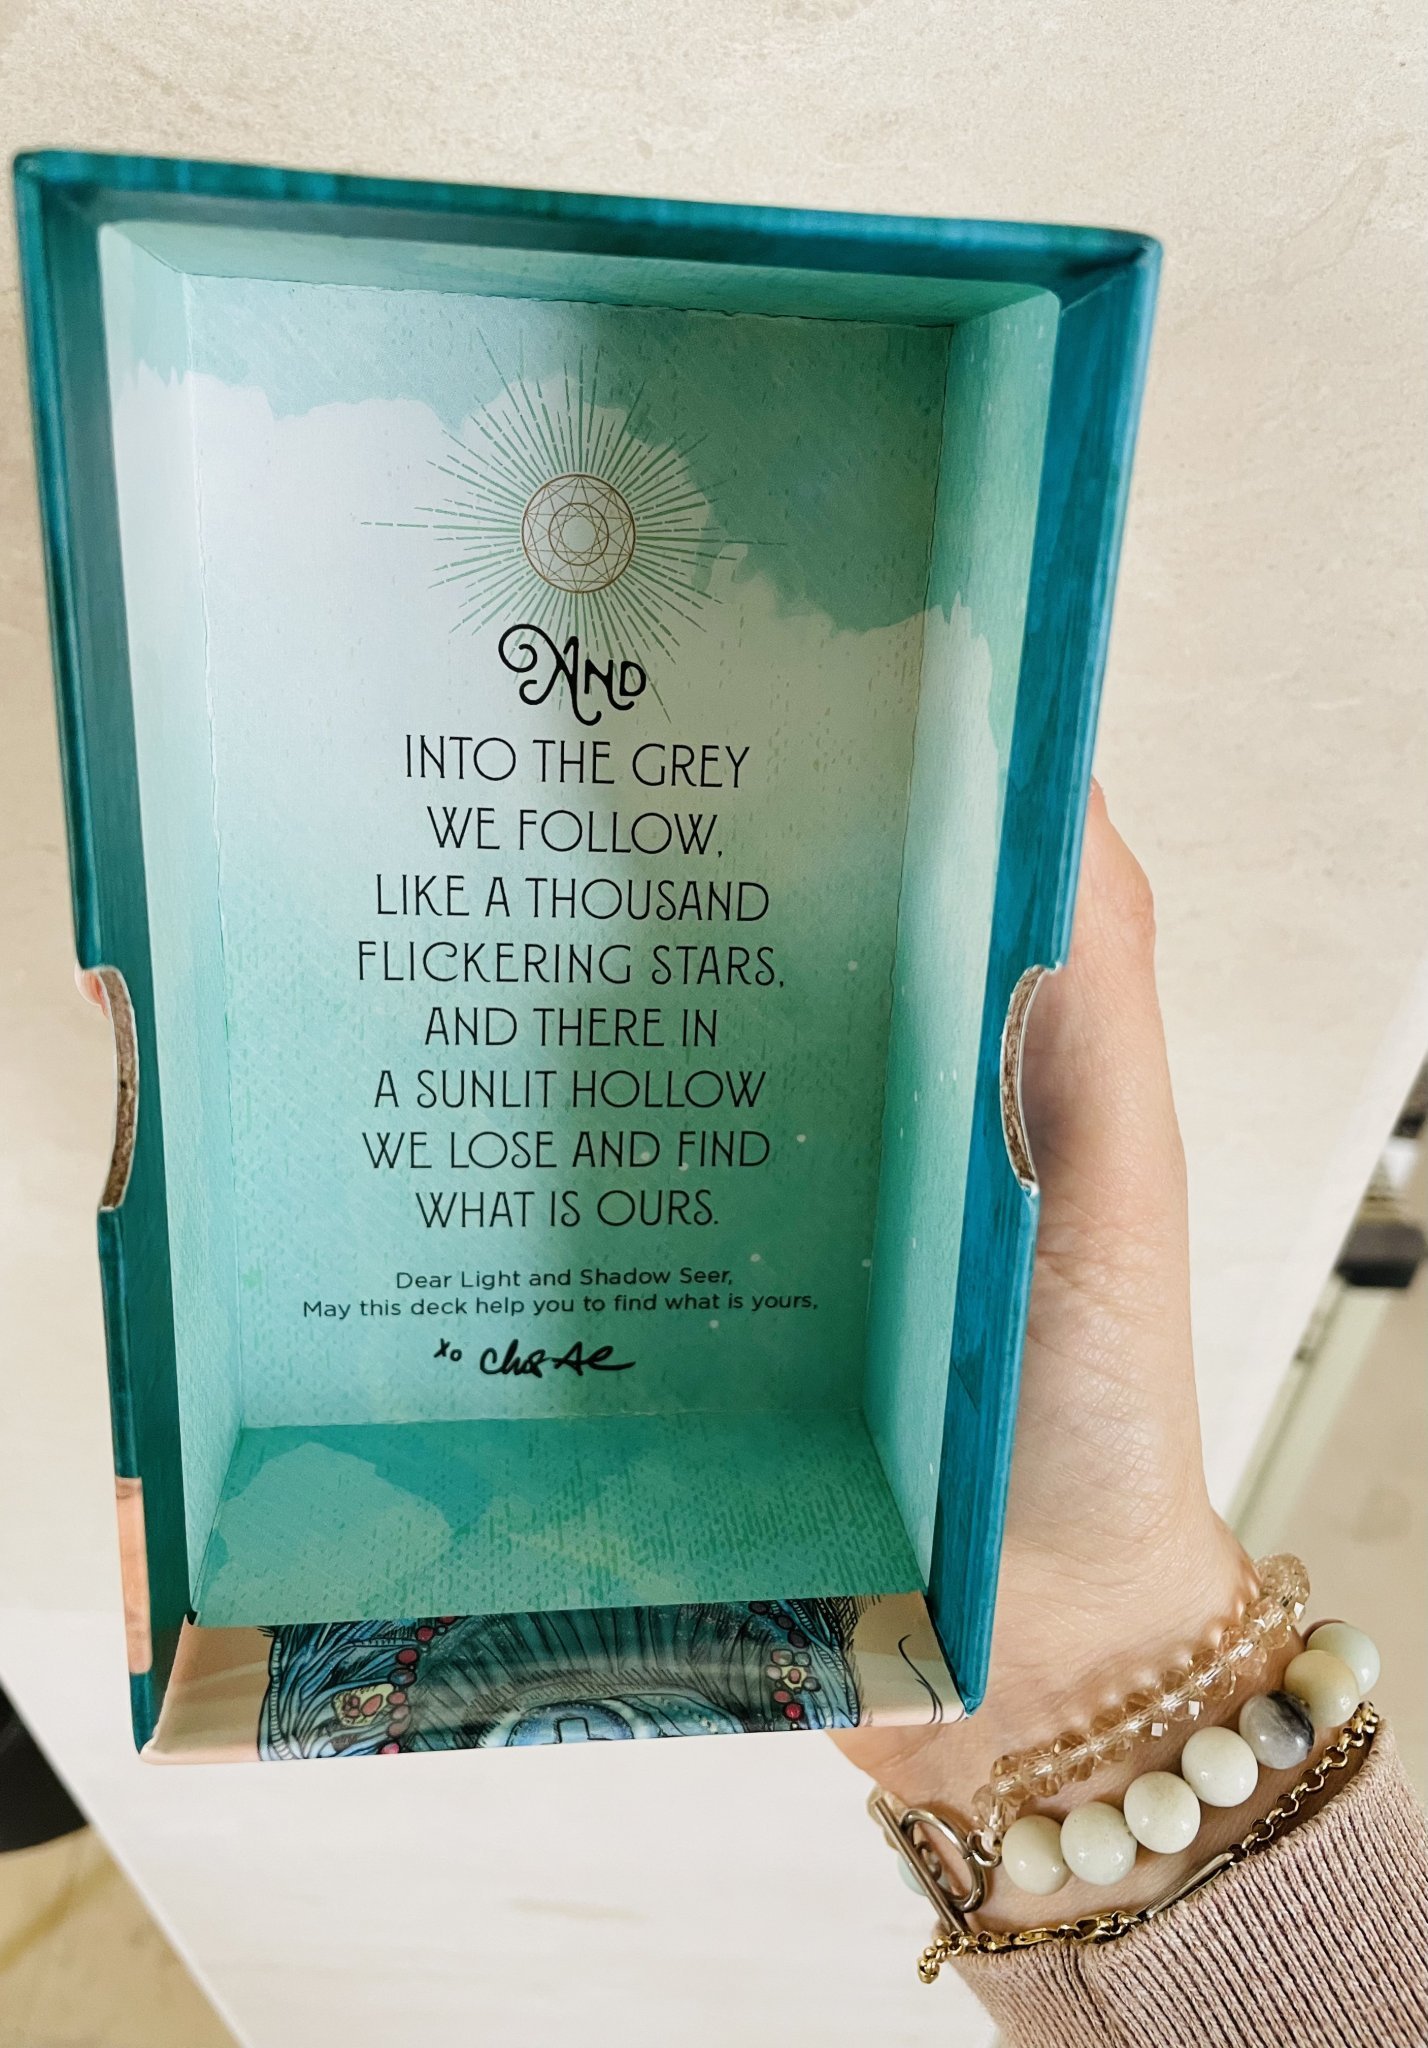 And
INTO THE GREY
WE FOLLOW,
LIKE A THOUSAND
FLICKERING STARS,
AND THERE IN
A SUNLIT HOLLOW
WE LOSE AND FIND
WHAT IS OURS.
Dear Light and Shadow Seer,
May this deck help you to find what is yours,
xo